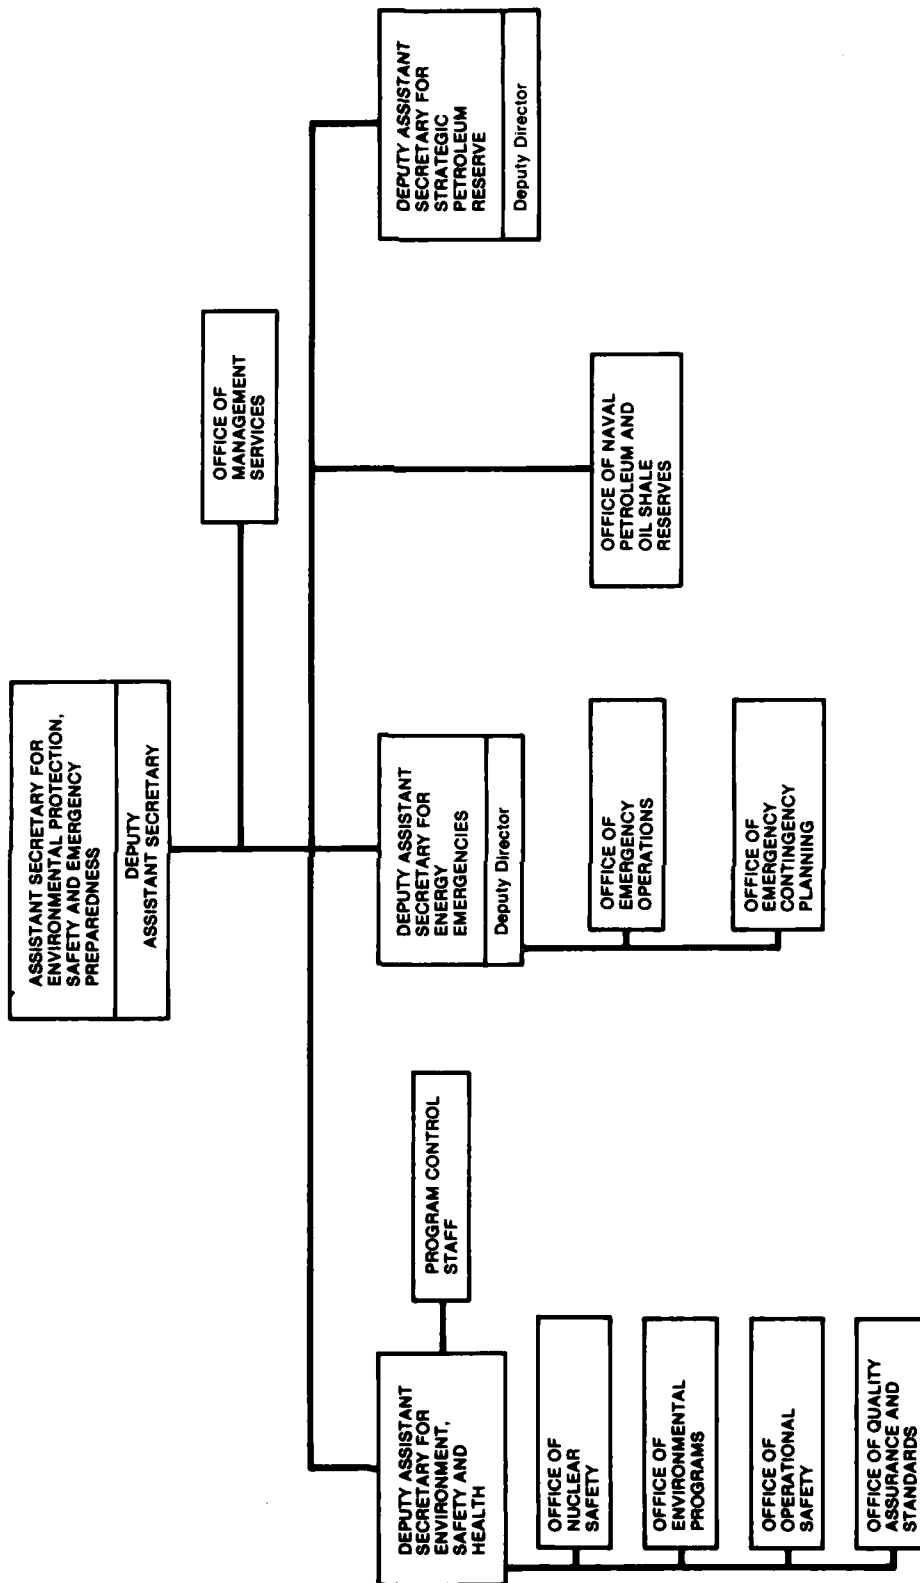 ASSISTANT SECRETARY FOR
ENVIRONMENTAL PROTECTION,
SAFETY AND EMERGENCY
PREPAREDNESS
DEPUTY
ASSISTANT SECRETARY
OFFICE OF
MANAGEMENT
SERVICES
DEPUTY ASSISTANT
SECRETARY FOR
ENVIRONMENT,
SAFETY AND
HEALTH
PROGRAM CONTROL
STAFF
OFFICE OF
NUCLEAR
SAFETY
OFFICE OF
ENVIRONMENTAL
PROGRAMS
OFFICE OF
OPERATIONAL
SAFETY
OFFICE OF QUALITY
ASSURANCE AND
STANDARDS
DEPUTY ASSISTANT
SECRETARY FOR
ENERGY
EMERGENCIES
Deputy Director
OFFICE OF
EMERGENCY
OPERATIONS
OFFICE OF
EMERGENCY
CONTINGENCY
PLANNING
OFFICE OF NAVAL
PETROLEUM AND
OIL SHALE
RESERVES
DEPUTY ASSISTANT
SECRETARY FOR
STRATEGIC
PETROLEUM
RESERVE
Deputy Director